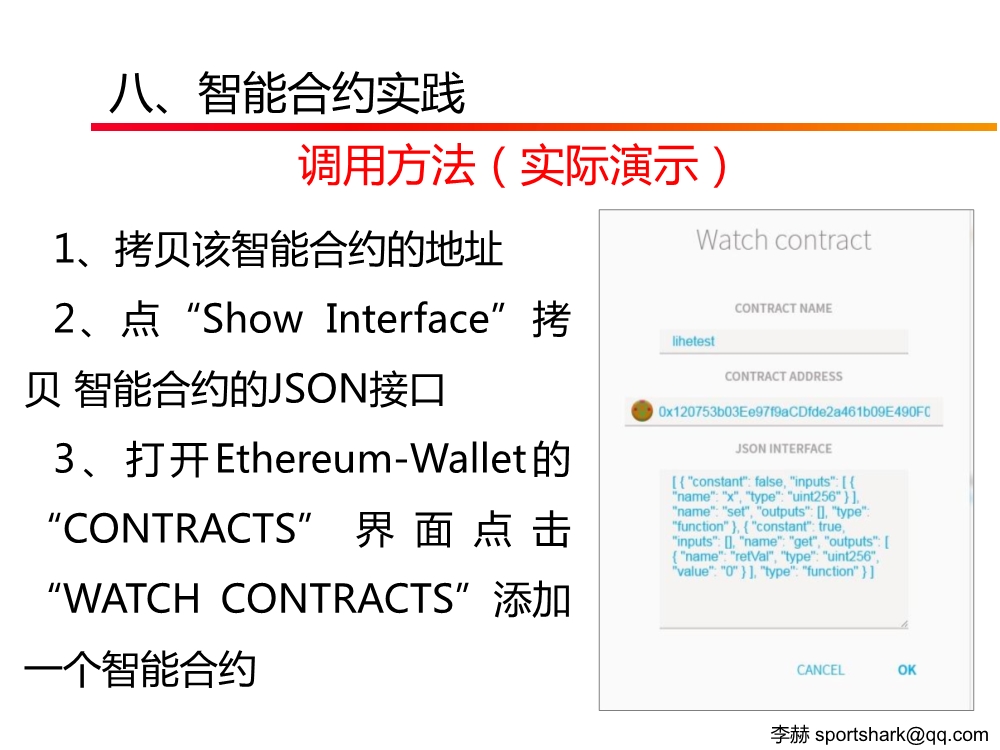 八、智能合约实践
调用方法（实际演示）
1、拷贝该智能合约的地址
2、点“Show Interface”拷
贝 智能合约的JSON接口
3、打开Ethereum-Wallet的
“CONTRACTS”界面点击
“WATCH CONTRACTS”添加
一个智能合约
Watch contract
CONTRACT NAME
lihetest
CONTRACT ADDRESS
0x120753b03Ee97f9aCDfde2a461b09E490FC
JSON INTERFACE
[ { "constant": false, "inputs": [ {
"name": "x", "type": "uint256" } ],
"name": "set", "outputs": [], "type":
"function" }, { "constant": true,
"inputs": [], "name": "get", "outputs": [
{ "name": "retVal", "type": "uint256",
"value": "0" } ], "type": "function" } ]
CANCEL
OK
李赫 sportshark@qq.com